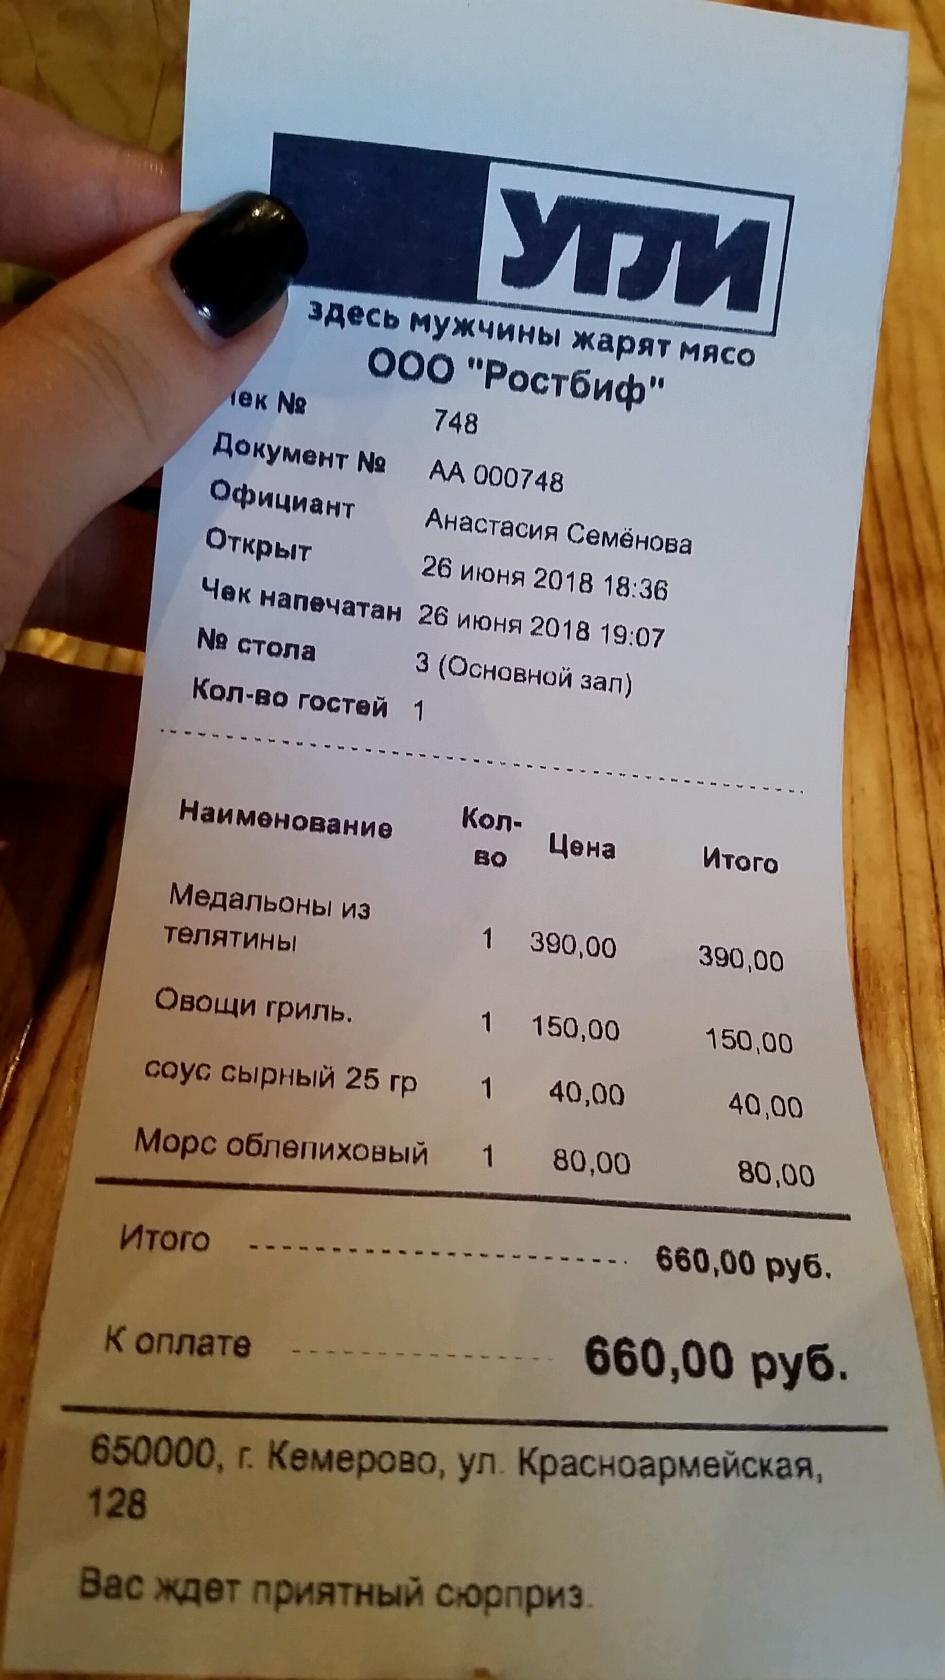 УГЛИ
здесь мужчины жарят мясо
ООО "Ростбиф"
Чек № 748
Документ № АА 000748
Официант Анастасия Семёнова
Открыт 26 июня 2018 18:36
Чек напечатан 26 июня 2018 19:07
№ стола 3 (Основной зал)
Кол-во гостей 1
Наименование Кол-во Цена Итого
Медальоны из
телятины 1 390,00 390,00
Овощи гриль. 1 150,00 150,00
соус сырный 25 гр 1 40,00 40,00
Морс облепиховый 1 80,00 80,00
Итого 660,00 руб.
К оплате 660,00 руб.
650000, г. Кемерово, ул. Красноармейская,
128
Вас ждет приятный сюрприз.